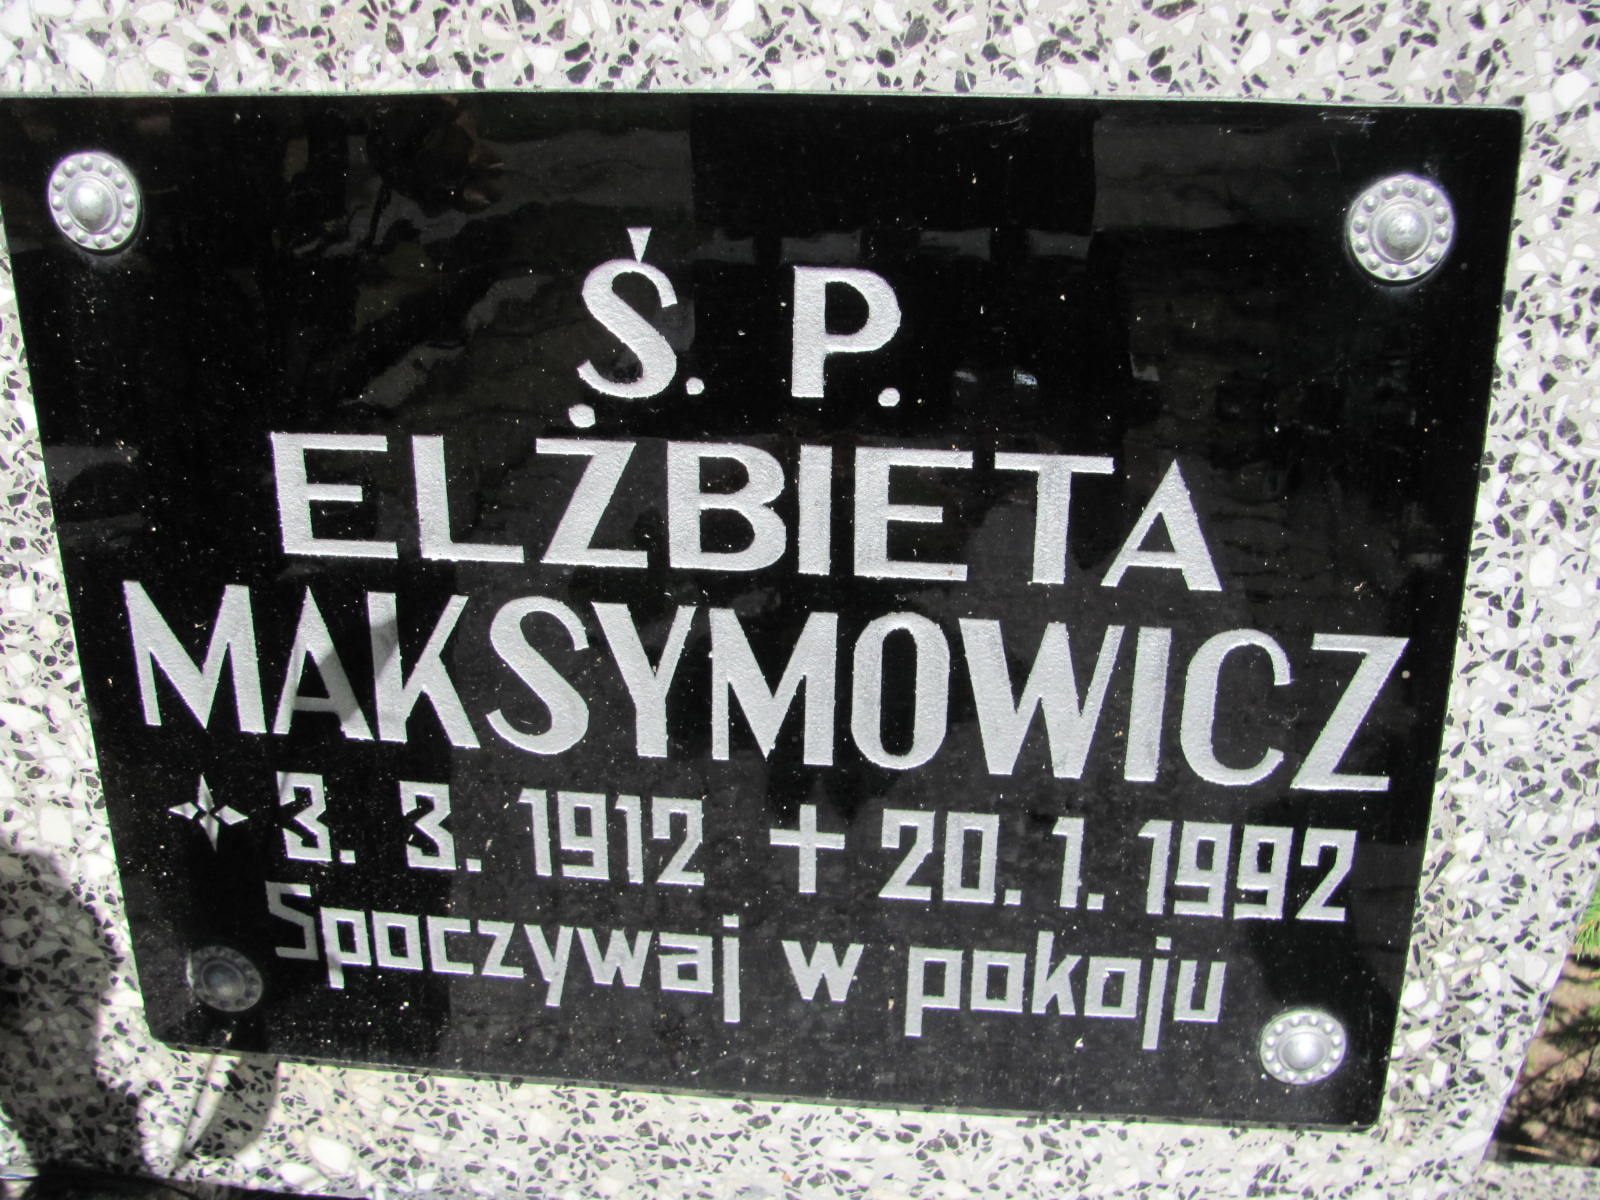 Ś. P.
ELŻBIETA
MAKSYMOWICZ
3. 3. 1912 ✝ 20. 1. 1992
Spoczywaj w pokoju